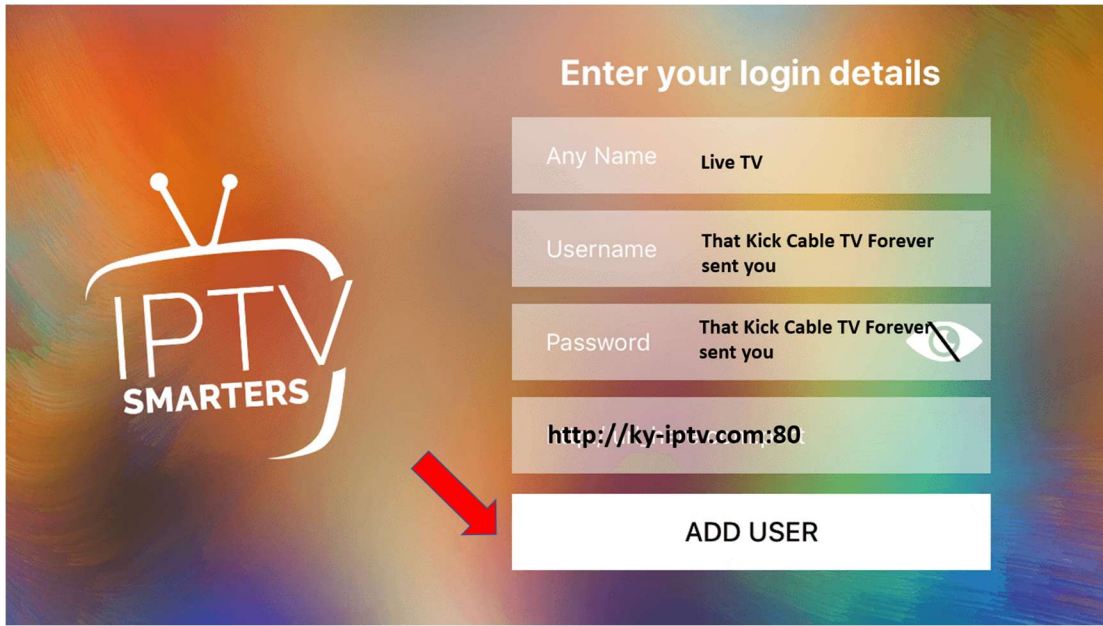 Enter your login details
Any Name Live TV
Username That Kick Cable TV Forever
sent you
Password That Kick Cable TV Forever
sent you
http://ky-iptv.com:80
ADD USER
IPTV
SMARTERS